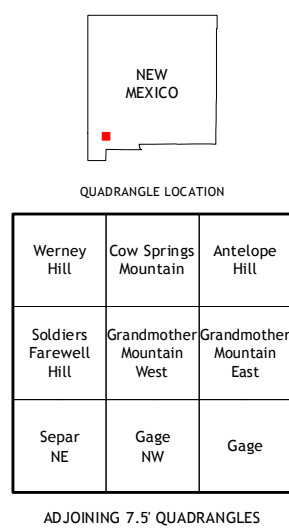 NEW
MEXICO
QUADRANGLE LOCATION
Werney
Hill
Cow Springs
Mountain
Antelope
Hill
Soldiers
Farewell
Hill
Grandmother
Mountain
West
Grandmother
Mountain
East
Separ
NE
Gage
NW
Gage
ADJOINING 7.5' QUADRANGLES